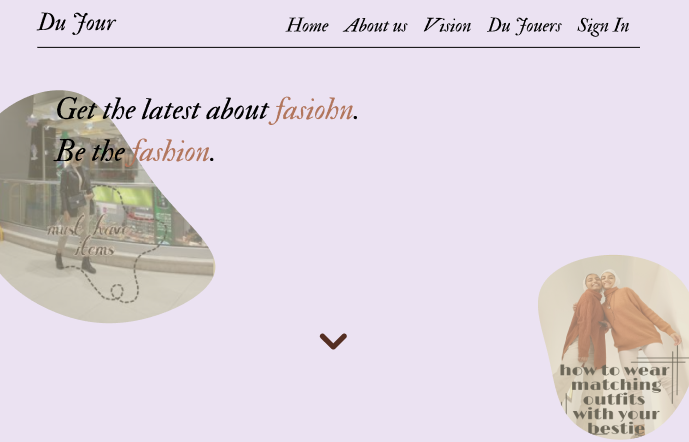 Du Jour
Home About us Vision Du Jouers Sign In
Get the latest about fasiohn.
Be the fashion.
must have
items
how to wear
matching
outfits
with your
bestie